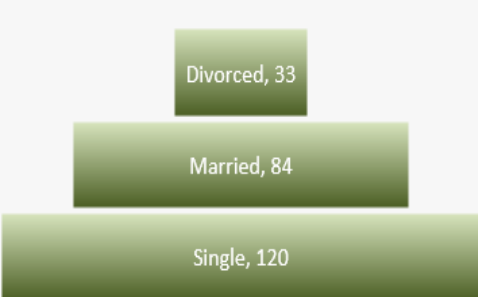 Divorced, 33
Married, 84
Single, 120